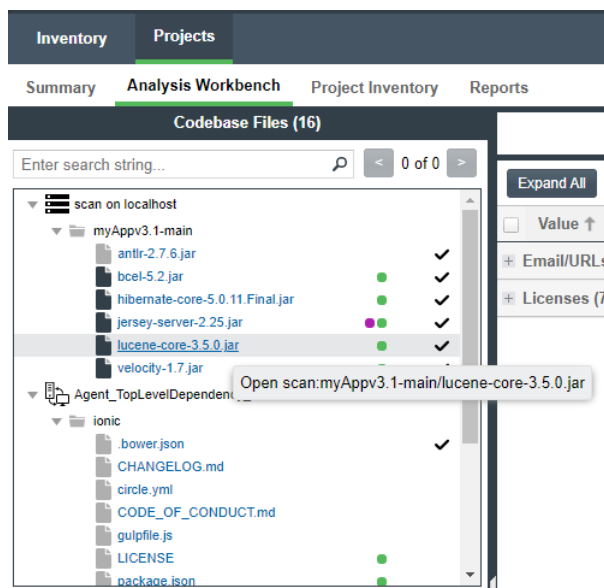 Inventory
Projects
Summary
Analysis Workbench
Project Inventory
Reports
Codebase Files (16)
Enter search string...
< 0 of 0 >
Expand All
scan on localhost
Value ↑
myAppv3.1-main
antlr-2.7.6.jar
Email/URLs
bcel-5.2.jar
hibernate-core-5.0.11.Final.jar
Licenses (7
jersey-server-2.25.jar
lucene-core-3.5.0.jar
velocity-1.7.jar
Open scan:myAppv3.1-main/lucene-core-3.5.0.jar
Agent_TopLevelDependency_
ionic
.bower.json
CHANGELOG.md
circle.yml
CODE_OF_CONDUCT.md
gulpfile.js
LICENSE
package.json